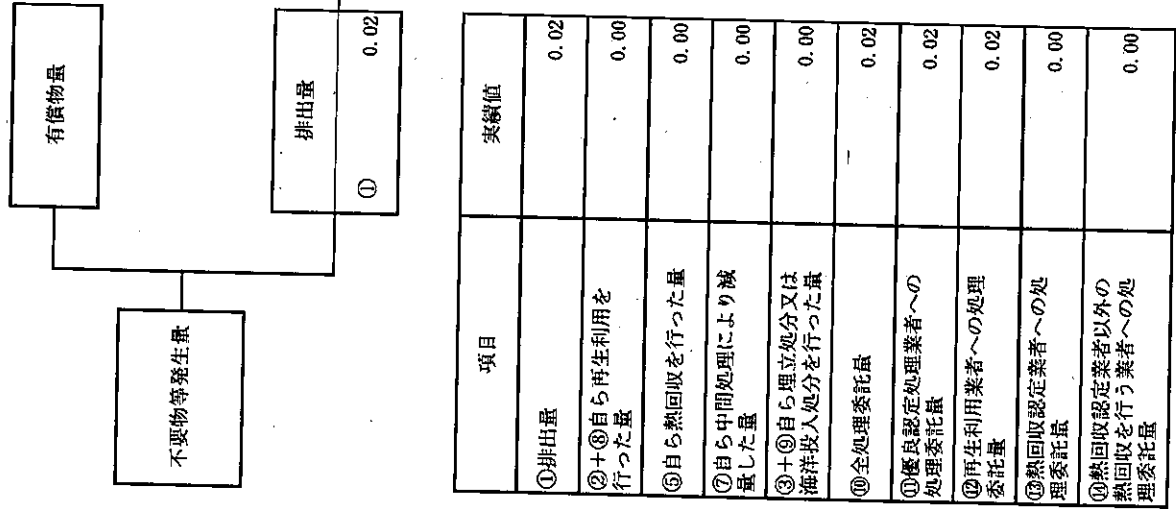 有償物量
不要物等発生量
排出量
① 0.02
項目 実績値
①排出量 0.02
②+⑧自ら再生利用を
行った量 0.00
⑤自ら熱回収を行った量 0.00
⑦自ら中間処理により減
量した量 0.00
③+⑨自ら埋立処分又は
海洋投入処分を行った量 0.00
⑩全処理委託量 0.02
⑪優良認定処理業者への
処理委託量 0.02
⑫再生利用業者への処理
委託量 0.02
⑬熱回収認定業者への処
理委託量 0.00
⑭熱回収認定業者以外の
熱回収を行う業者への処
理委託量 0.00